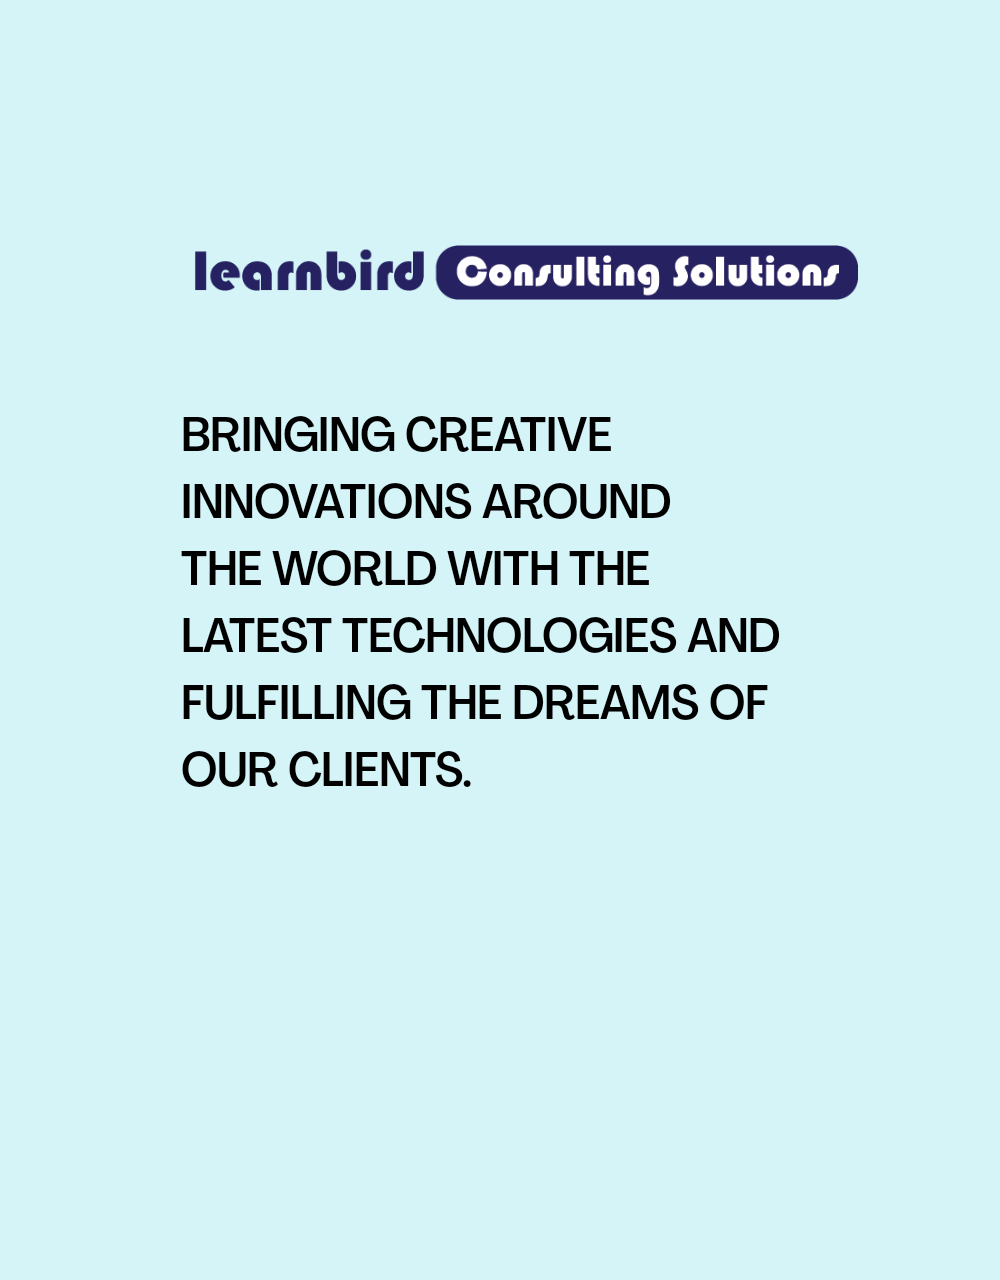 learnbird Consulting Solutions
BRINGING CREATIVE
INNOVATIONS AROUND
THE WORLD WITH THE
LATEST TECHNOLOGIES AND
FULFILLING THE DREAMS OF
OUR CLIENTS.